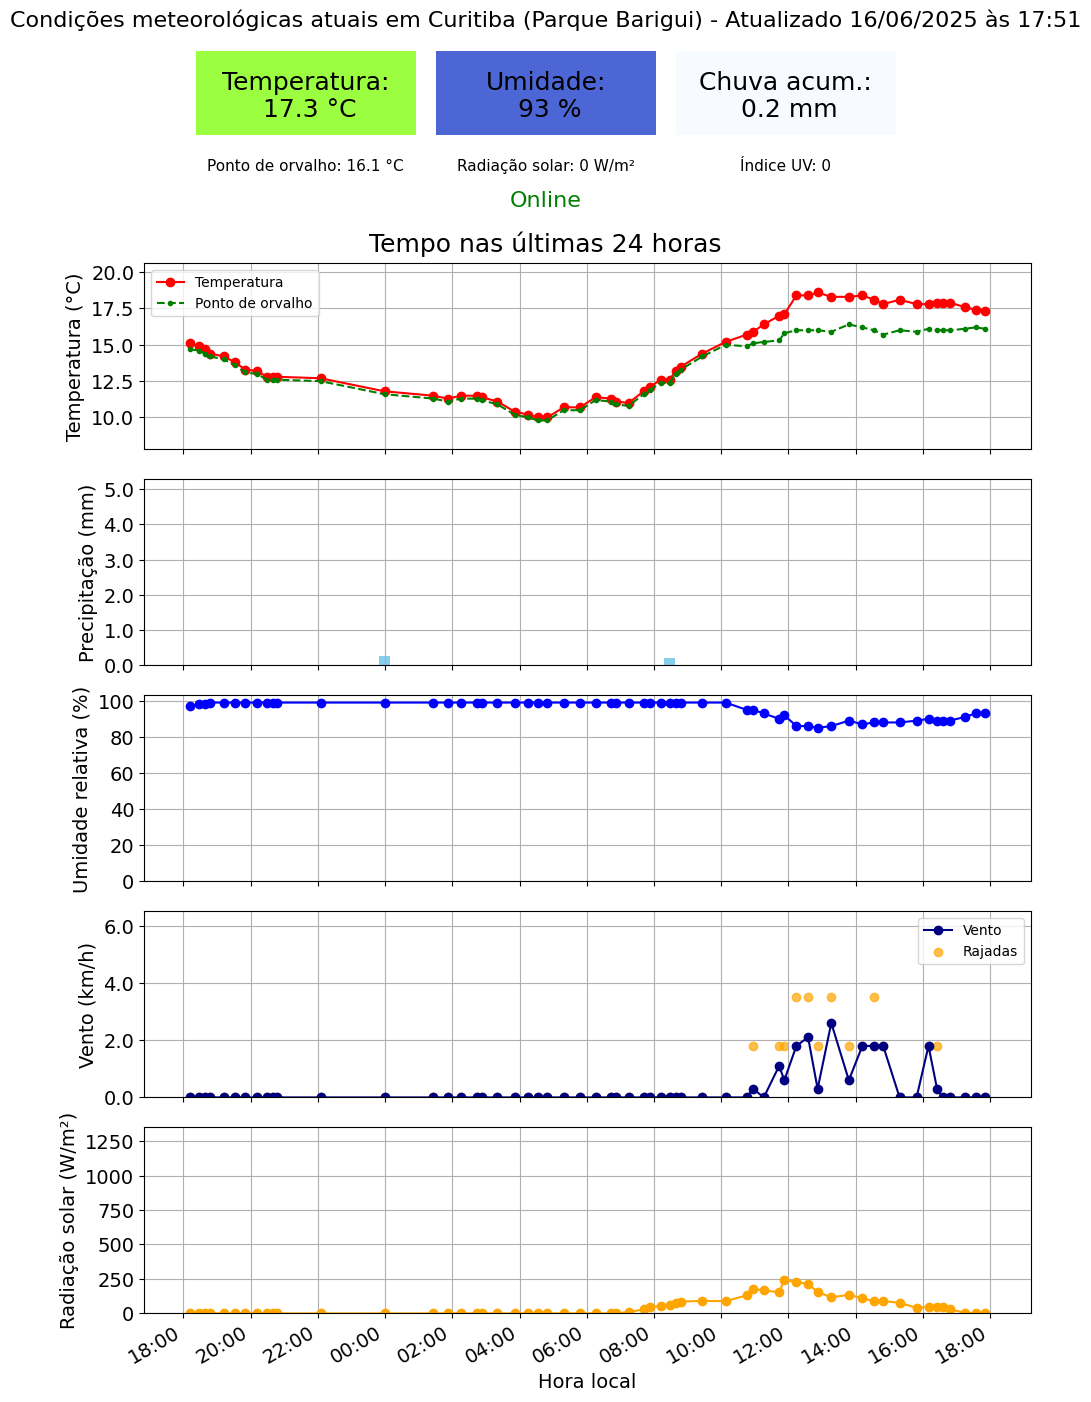 Condições meteorológicas atuais em Curitiba (Parque Barigui) - Atualizado 16/06/2025 às 17:51
Temperatura:
17.3 °C
Umidade:
93 %
Chuva acum.:
0.2 mm
Ponto de orvalho: 16.1 °C
Radiação solar: 0 W/m²
Índice UV: 0
Online
Tempo nas últimas 24 horas
Temperatura (°C)
20.0
17.5
15.0
12.5
10.0
Temperatura
Ponto de orvalho
Precipitação (mm)
5.0
4.0
3.0
2.0
1.0
0.0
Umidade relativa (%)
100
80
60
40
20
0
Vento (km/h)
6.0
4.0
2.0
0.0
Vento
Rajadas
Radiação solar (W/m²)
1250
1000
750
500
250
0
18:00
20:00
22:00
00:00
02:00
04:00
06:00
08:00
10:00
12:00
14:00
16:00
18:00
Hora local